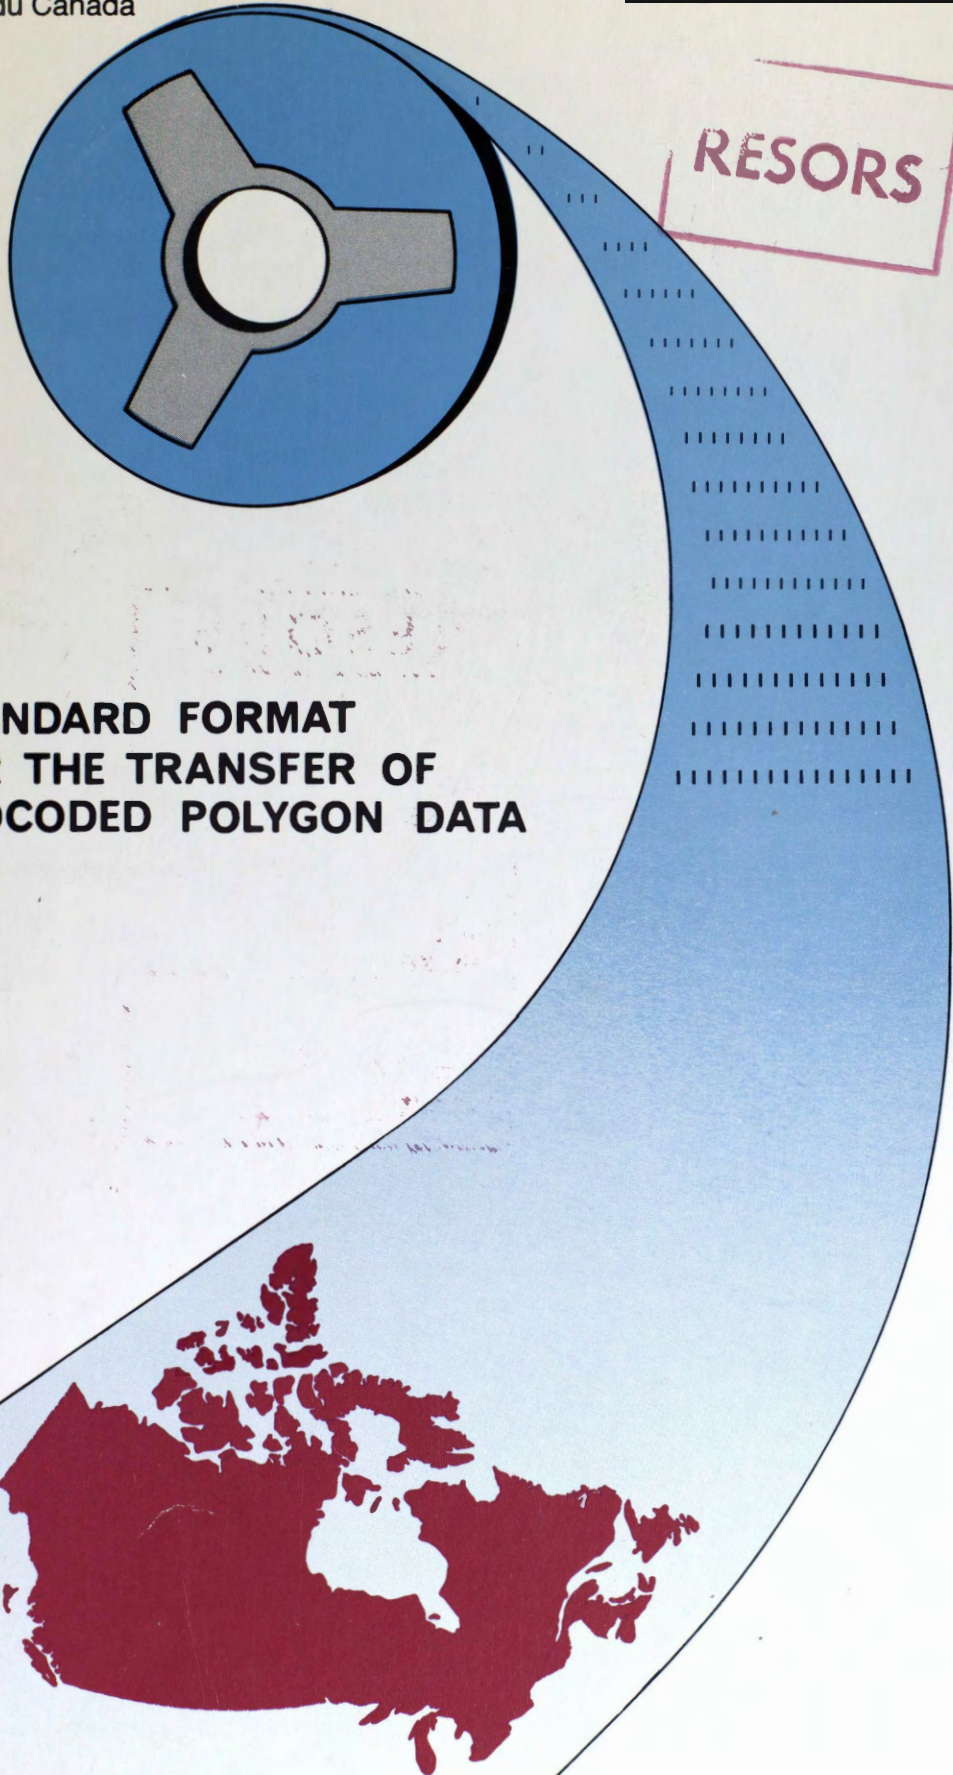 du Canada
RESORS
NDARD FORMAT
THE TRANSFER OF
OCODED POLYGON DATA